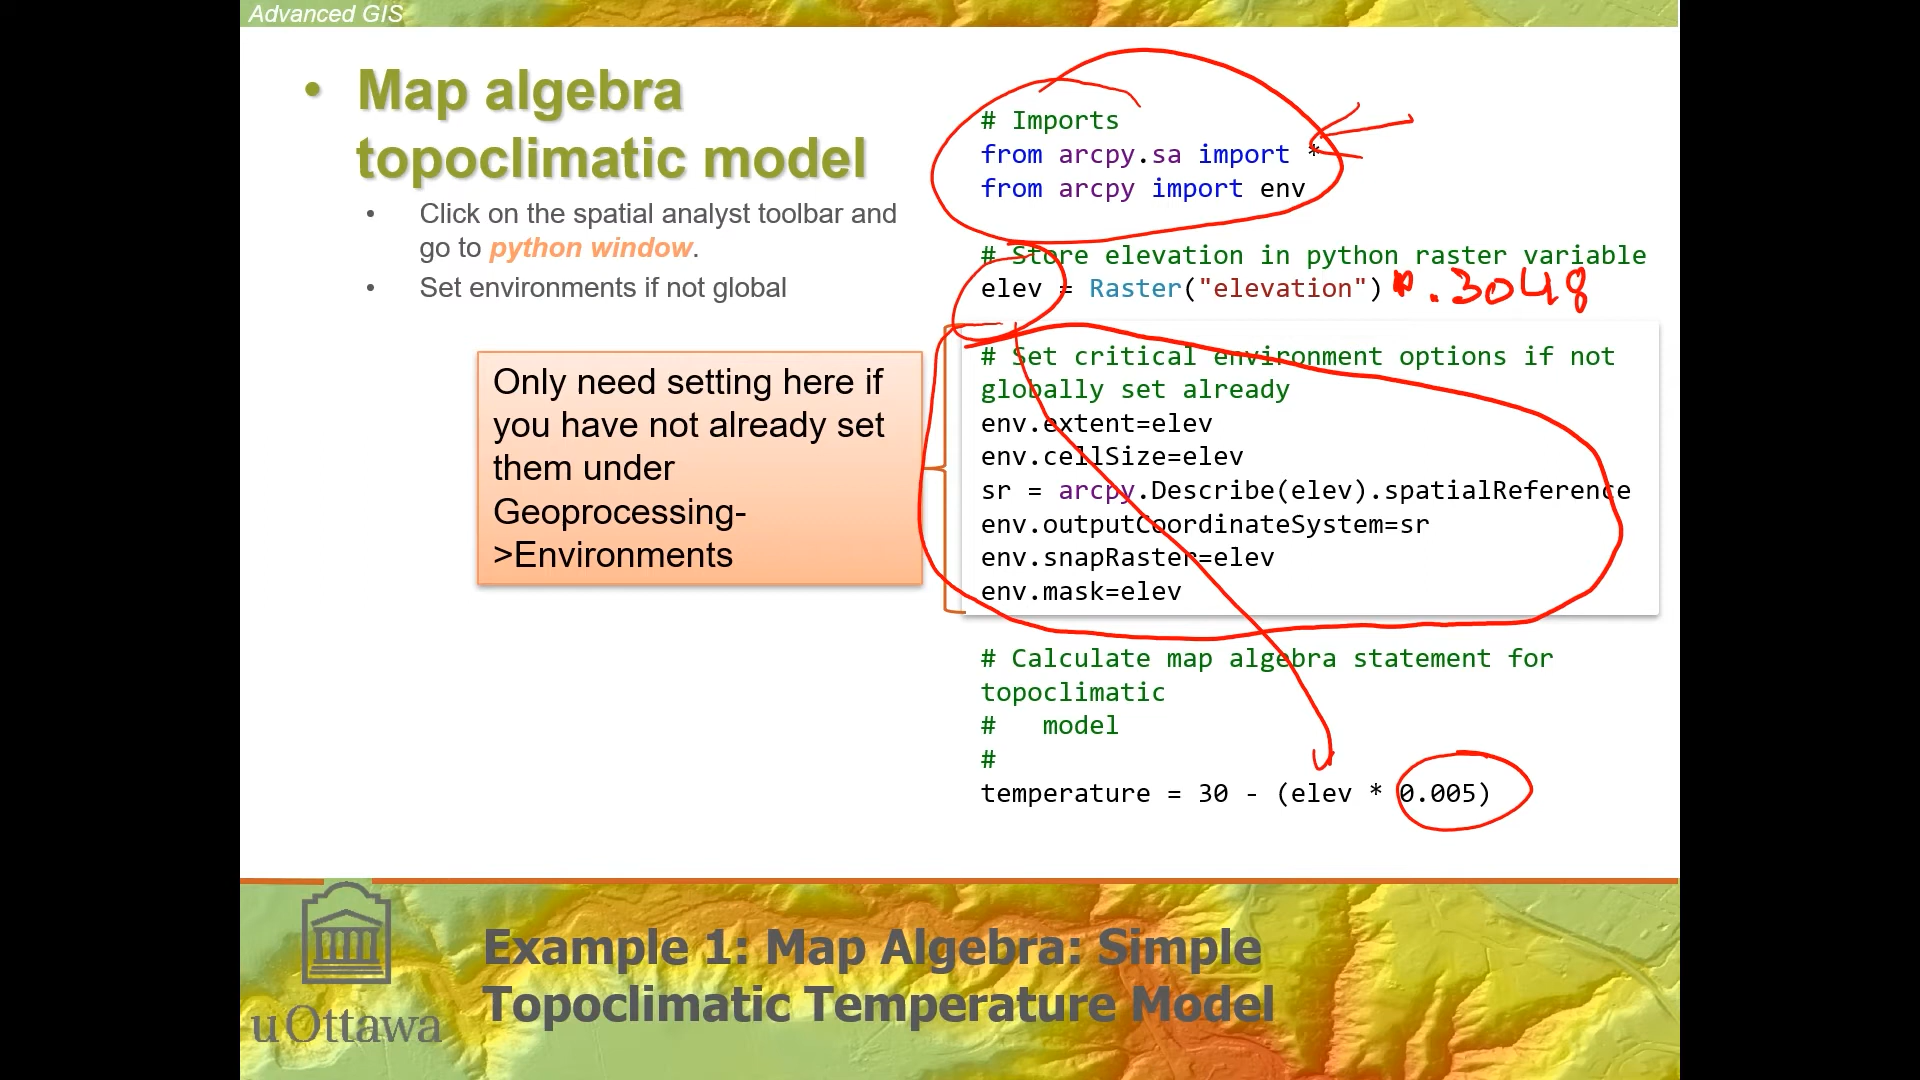 Advanced GIS
• Map algebra
topoclimatic model
• Click on the spatial analyst toolbar and
go to python window.
• Set environments if not global
Only need setting here if
you have not already set
them under
Geoprocessing-
>Environments
# Imports
from arcpy.sa import *
from arcpy import env
# Store elevation in python raster variable
elev = Raster("elevation") * .3048
# Set critical environment options if not
globally set already
env.extent=elev
env.cellSize=elev
sr = arcpy.Describe(elev).spatialReference
env.outputCoordinateSystem=sr
env.snapRaster=elev
env.mask=elev
# Calculate map algebra statement for
topoclimatic
#   model
#
temperature = 30 - (elev * 0.005)
uOttawa
Example 1: Map Algebra: Simple
Topoclimatic Temperature Model